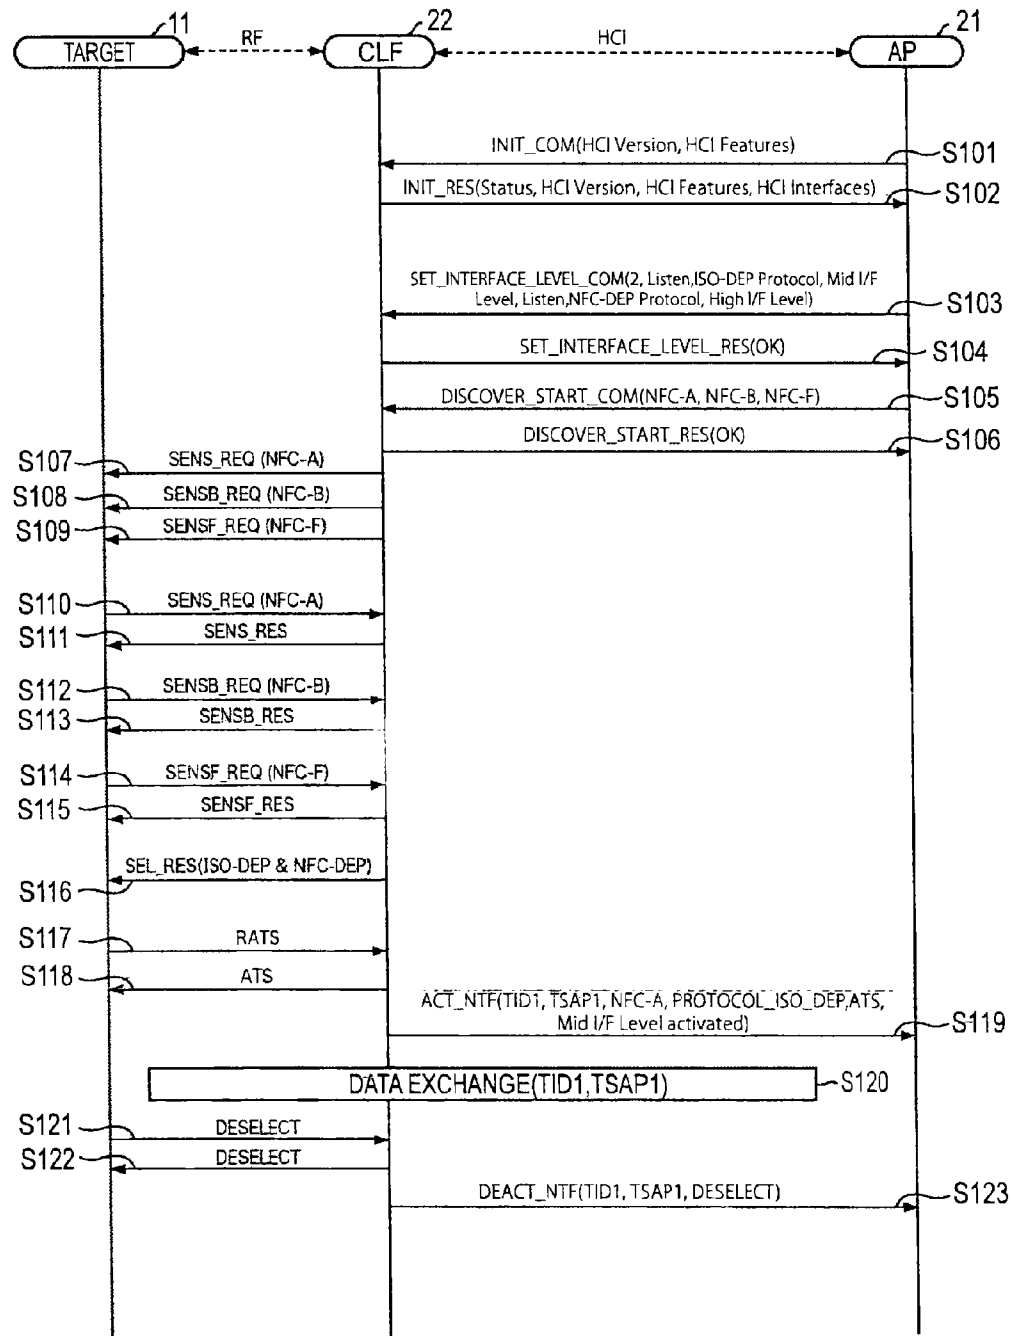 11
22
21
TARGET
RF
CLF
HCI
AP
INIT_COM(HCI Version, HCI Features)
S101
INIT_RES(Status, HCI Version, HCI Features, HCI Interfaces)
S102
SET_INTERFACE_LEVEL_COM(2, Listen,ISO-DEP Protocol, Mid I/F
Level, Listen,NFC-DEP Protocol, High I/F Level)
S103
SET_INTERFACE_LEVEL_RES(OK)
S104
DISCOVER_START_COM(NFC-A, NFC-B, NFC-F)
S105
DISCOVER_START_RES(OK)
S106
S107
SENS_REQ (NFC-A)
S108
SENSB_REQ (NFC-B)
S109
SENSF_REQ (NFC-F)
S110
SENS_REQ (NFC-A)
S111
SENS_RES
S112
SENSB_REQ (NFC-B)
S113
SENSB_RES
S114
SENSF_REQ (NFC-F)
S115
SENSF_RES
SEL_RES(ISO-DEP & NFC-DEP)
S116
S117
RATS
S118
ATS
ACT_NTF(TID1, TSAP1, NFC-A, PROTOCOL_ISO_DEP,ATS,
Mid I/F Level activated)
S119
DATA EXCHANGE(TID1,TSAP1)
S120
S121
DESELECT
S122
DESELECT
DEACT_NTF(TID1, TSAP1, DESELECT)
S123